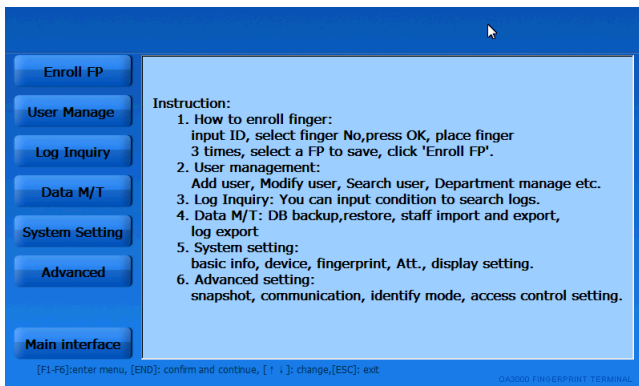 Enroll FP
User Manage
Log Inquiry
Data M/T
System Setting
Advanced
Main interface
Instruction:
1. How to enroll finger:
input ID, select finger No,press OK, place finger
3 times, select a FP to save, click 'Enroll FP'.
2. User management:
Add user, Modify user, Search user, Department manage etc.
3. Log Inquiry: You can input condition to search logs.
4. Data M/T: DB backup,restore, staff import and export,
log export
5. System setting:
basic info, device, fingerprint, Att., display setting.
6. Advanced setting:
snapshot, communication, identify mode, access control setting.
[F1-F6]:enter menu, [END]: confirm and continue, [ ↑ ↓ ]: change,[ESC]: exit
OA3000 FINGERPRINT TERMINAL